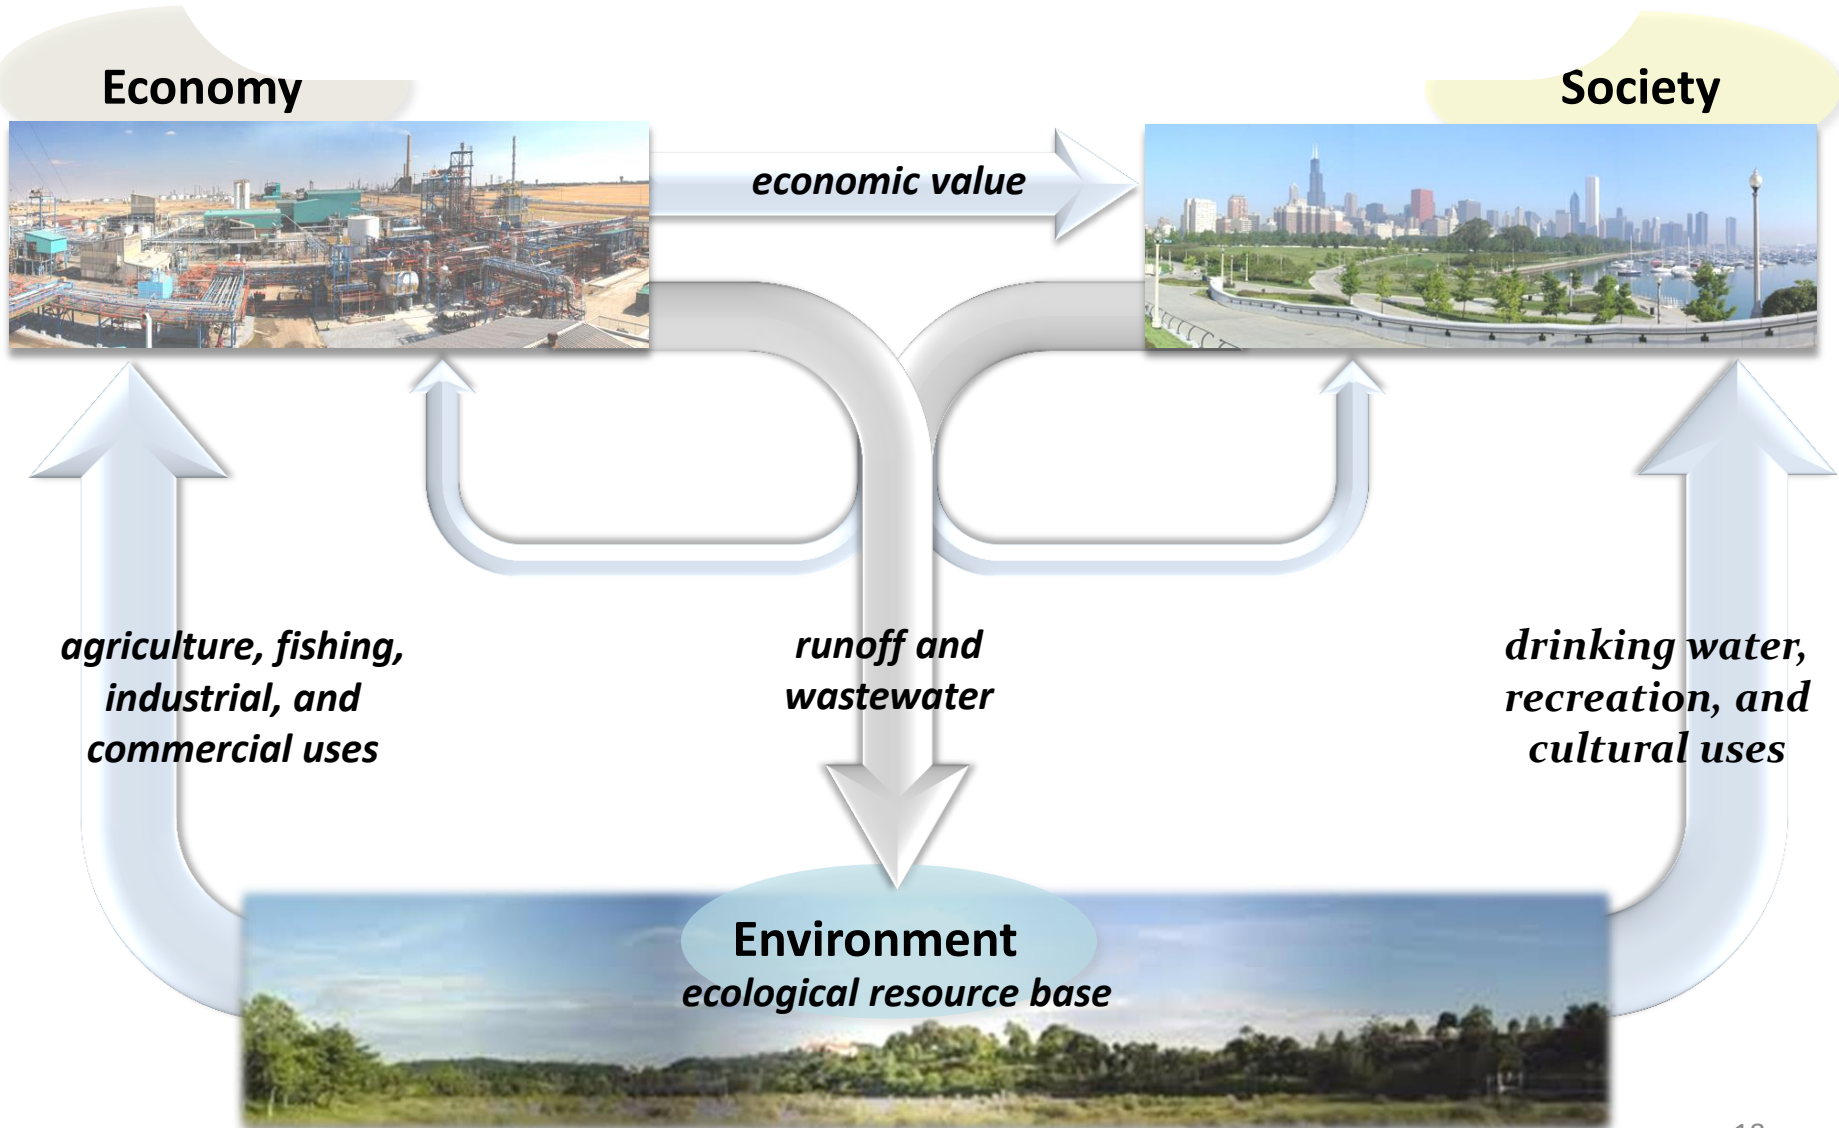 Economy
Society
economic value
agriculture, fishing,
industrial, and
commercial uses
runoff and
wastewater
drinking water,
recreation, and
cultural uses
Environment
ecological resource base